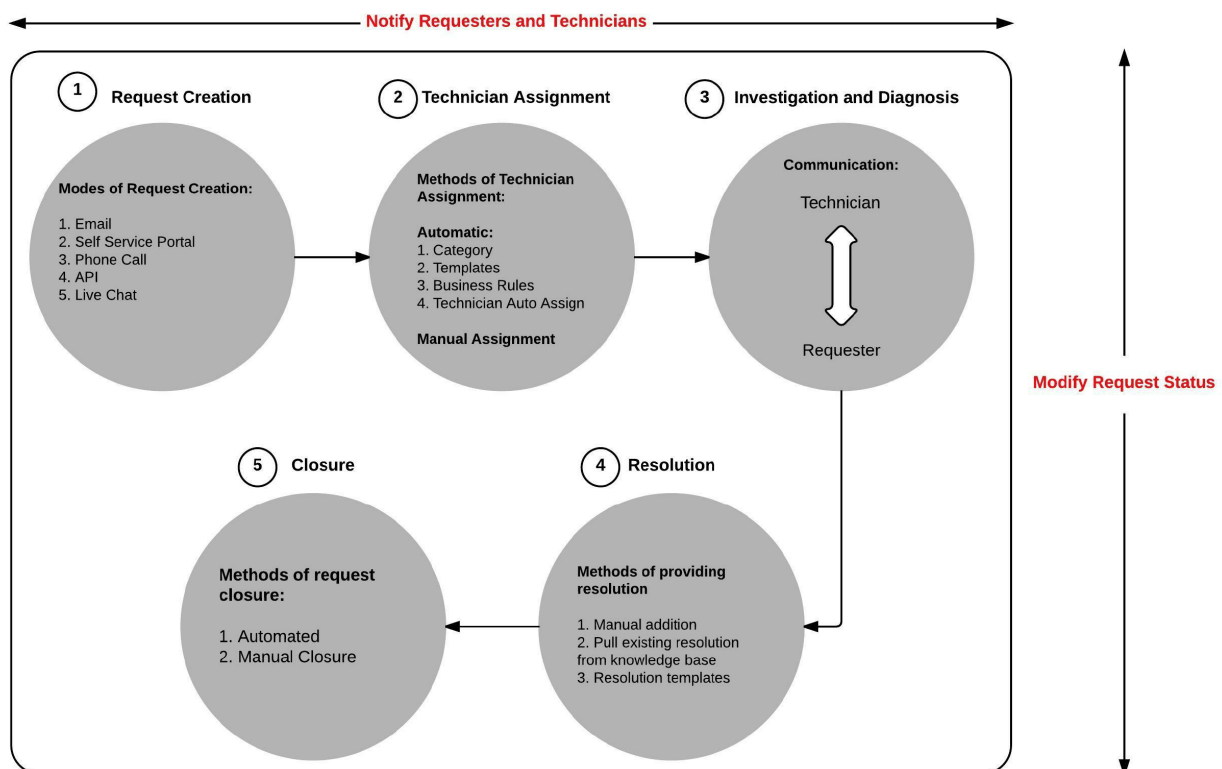 Notify Requesters and Technicians
1 Request Creation
Modes of Request Creation:
1. Email
2. Self Service Portal
3. Phone Call
4. API
5. Live Chat
2 Technician Assignment
Methods of Technician
Assignment:
Automatic:
1. Category
2. Templates
3. Business Rules
4. Technician Auto Assign
Manual Assignment
3 Investigation and Diagnosis
Communication:
Technician
Requester
Modify Request Status
4 Resolution
Methods of providing
resolution
1. Manual addition
2. Pull existing resolution
from knowledge base
3. Resolution templates
5 Closure
Methods of request
closure:
1. Automated
2. Manual Closure